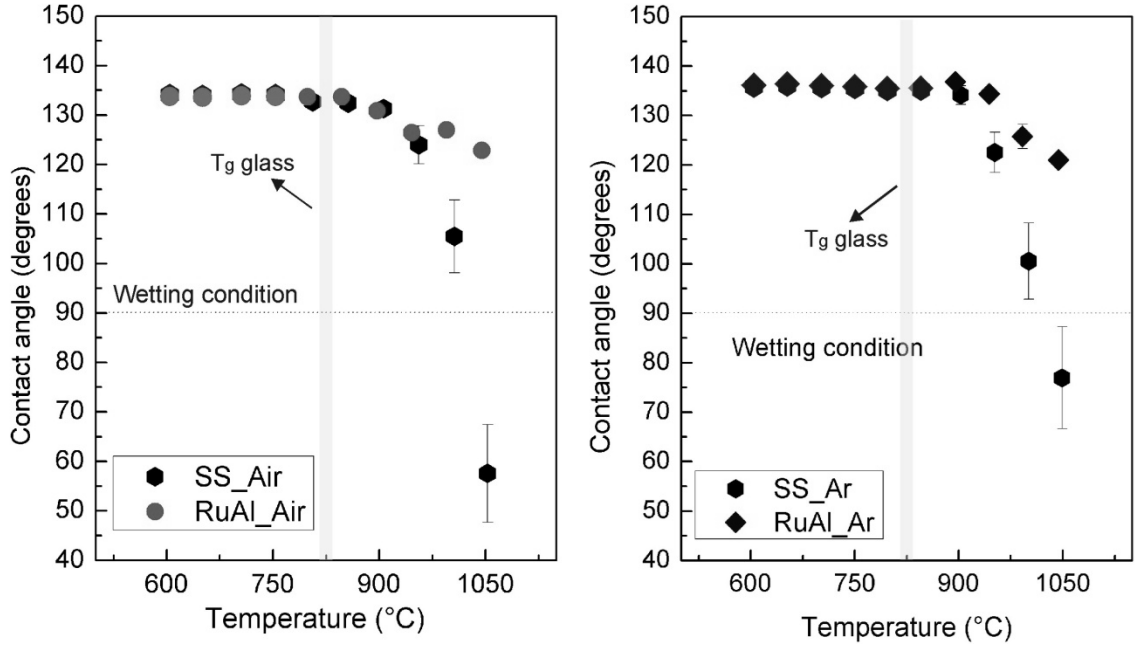 150
140
130
120
110
100
90
80
70
60
50
40
Contact angle (degrees)
Tg glass
Wetting condition
SS_Air
RuAl_Air
600 750 900 1050
Temperature (°C)
150
140
130
120
110
100
90
80
70
60
50
40
Contact angle (degrees)
Tg glass
Wetting condition
SS_Ar
RuAl_Ar
600 750 900 1050
Temperature (°C)